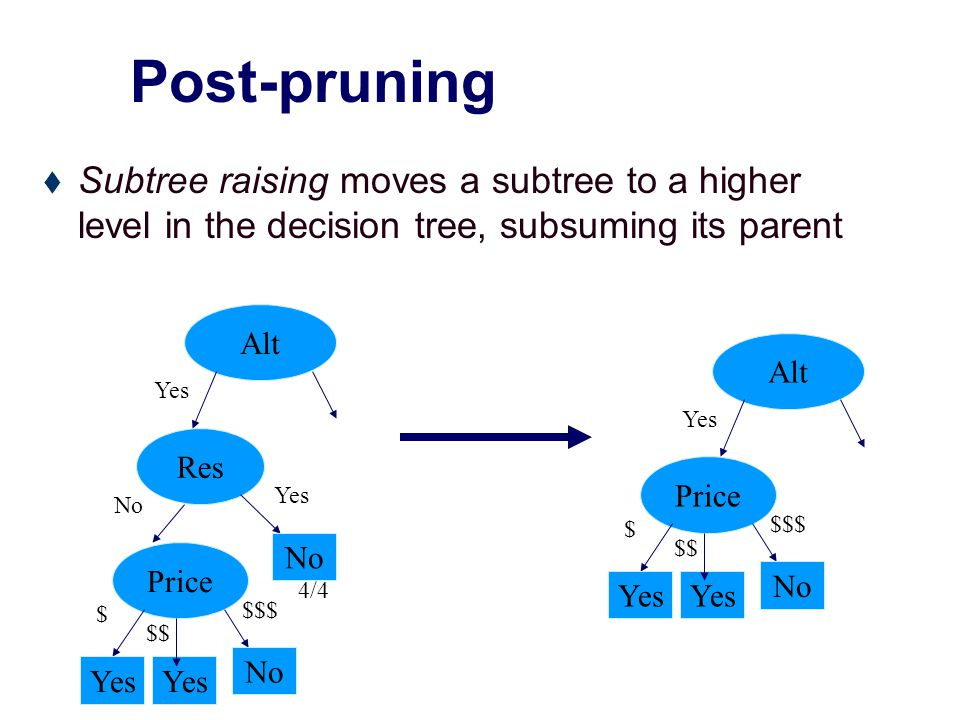 Post-pruning
♦ Subtree raising moves a subtree to a higher
level in the decision tree, subsuming its parent
Alt
Yes
Res
No
Yes
No
4/4
Price
$
$$
$$$
Yes
Yes
No
Alt
Yes
Price
$
$$
$$$
Yes
Yes
No